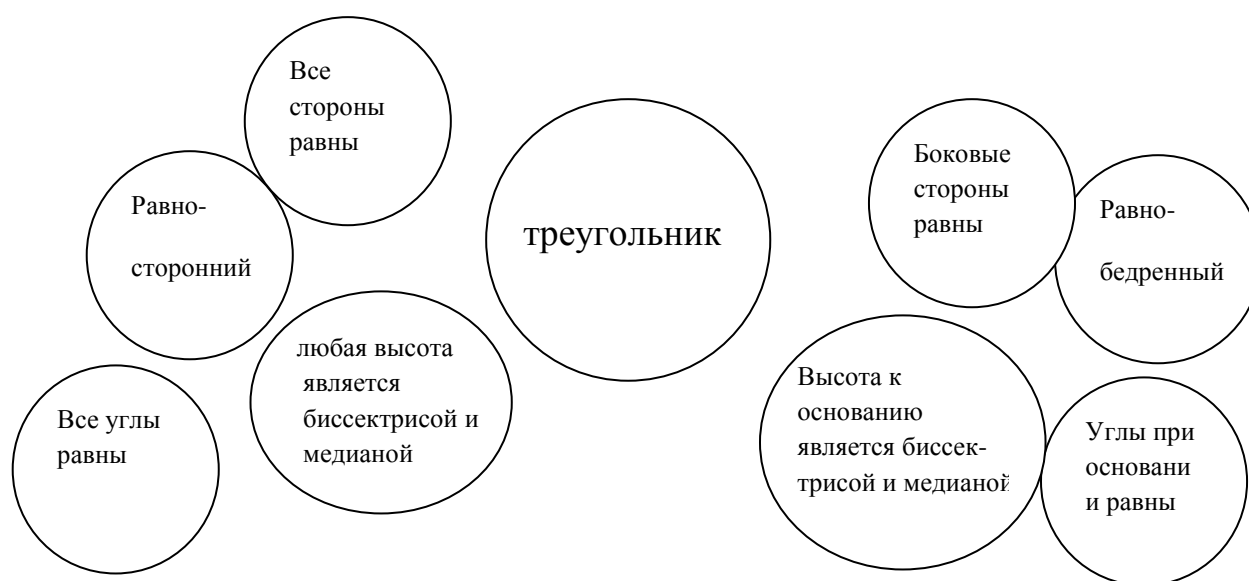 Все
стороны
равны
Равно-
сторонний
любая высота
является
биссектрисой и
медианой
Все углы
равны
треугольник
Боковые
стороны
равны
Равно-
бедренный
Высота к
основанию
является биссек-
трисой и медианой
Углы при
основани
и равны